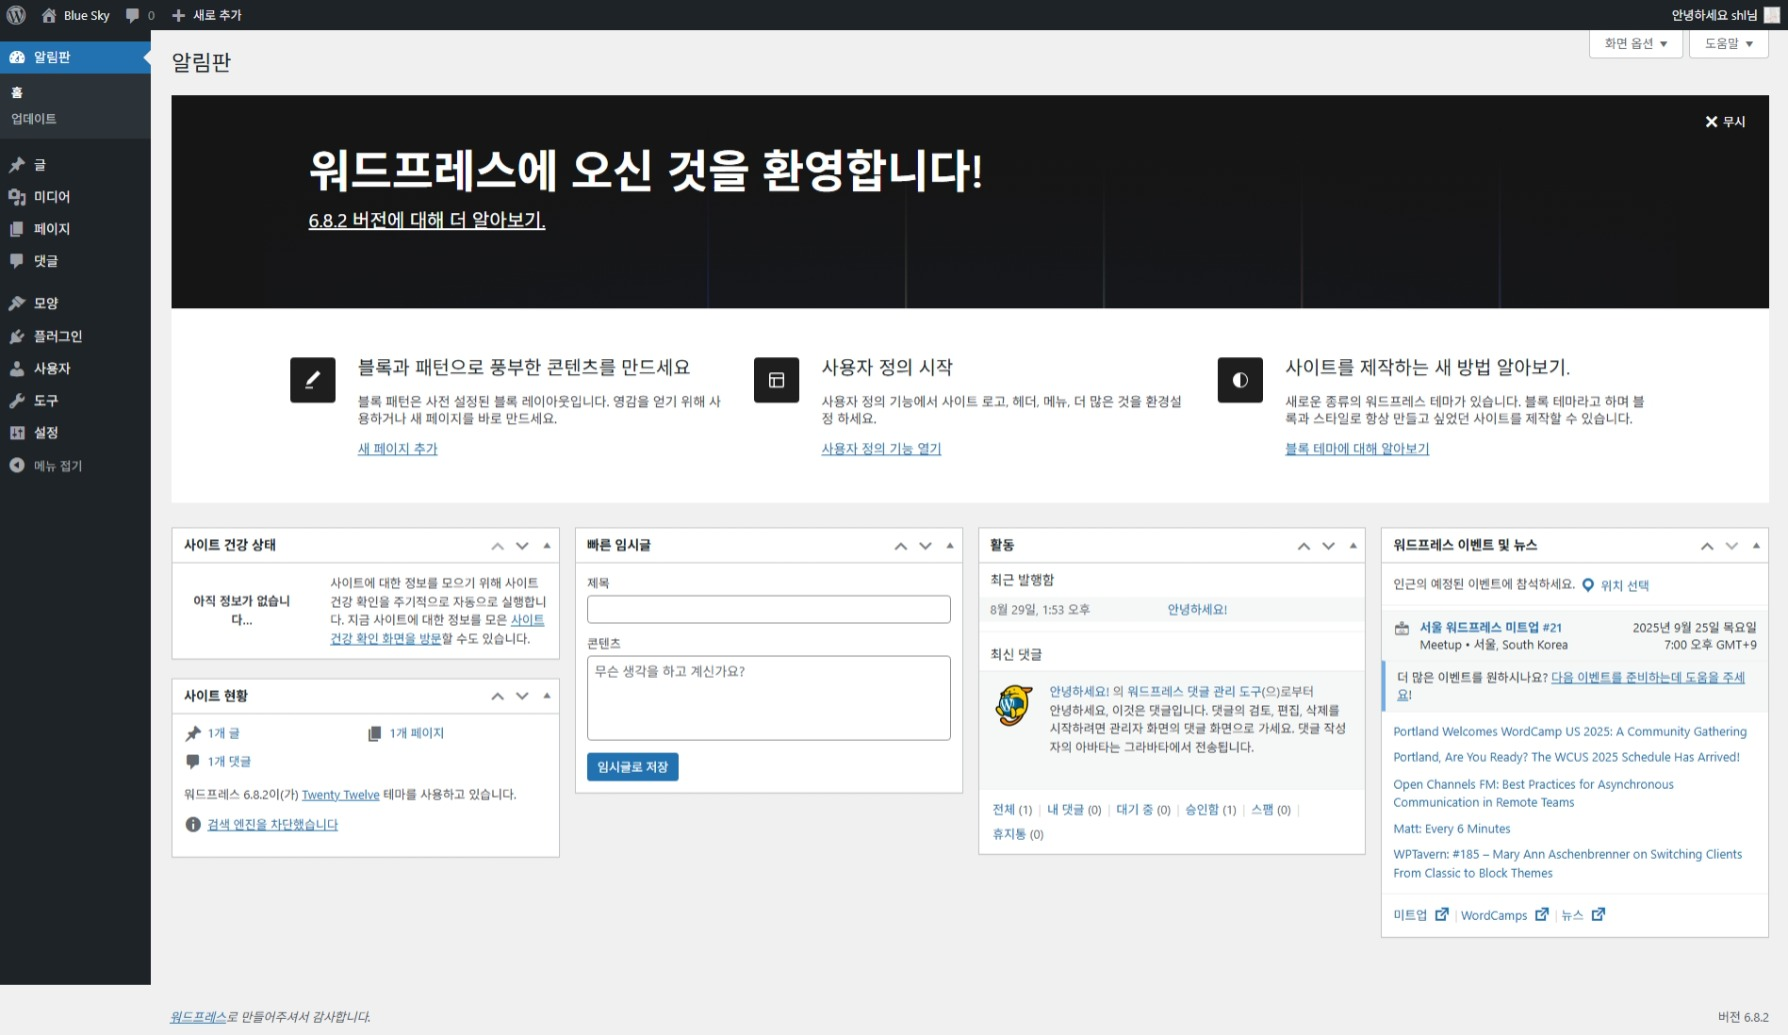 Blue Sky
0
새로 추가
안녕하세요 shl님
알림판
홈
업데이트
글
미디어
페이지
댓글
모양
플러그인
사용자
도구
설정
메뉴 접기
화면 옵션
도움말
알림판
무시
워드프레스에 오신 것을 환영합니다!
6.8.2 버전에 대해 더 알아보기.
블록과 패턴으로 풍부한 콘텐츠를 만드세요
블록 패턴은 사전 설정된 블록 레이아웃입니다. 영감을 얻기 위해 사
용하거나 새 페이지를 바로 만드세요.
새 페이지 추가
사용자 정의 시작
사용자 정의 기능에서 사이트 로고, 헤더, 메뉴, 더 많은 것을 환경설
정 하세요.
사용자 정의 기능 열기
사이트를 제작하는 새 방법 알아보기.
새로운 종류의 워드프레스 테마가 있습니다. 블록 테마라고 하며 블
록과 스타일로 항상 만들고 싶었던 사이트를 제작할 수 있습니다.
블록 테마에 대해 알아보기
사이트 건강 상태
아직 정보가 없습니
다...
사이트에 대한 정보를 모으기 위해 사이트
건강 확인을 주기적으로 자동으로 실행합니
다. 지금 사이트에 대한 정보를 모은 사이트
건강 확인 화면을 방문할 수도 있습니다.
사이트 현황
1개 글
1개 페이지
1개 댓글
워드프레스 6.8.2이(가) Twenty Twelve 테마를 사용하고 있습니다.
검색 엔진을 차단했습니다
빠른 임시글
제목
콘텐츠
무슨 생각을 하고 계신가요?
임시글로 저장
활동
최근 발행함
8월 29일, 1:53 오후
안녕하세요!
최신 댓글
안녕하세요! 의 워드프레스 댓글 관리 도구(으)로부터
안녕하세요, 이것은 댓글입니다. 댓글의 검토, 편집, 삭제를
시작하려면 관리자 화면의 댓글 화면으로 가세요. 댓글 작성
자의 아바타는 그라바타에서 전송됩니다.
전체 (1) | 내 댓글 (0) | 대기 중 (0) | 승인함 (1) | 스팸 (0) |
휴지통 (0)
워드프레스 이벤트 및 뉴스
인근의 예정된 이벤트에 참석하세요. 위치 선택
서울 워드프레스 미트업 #21
2025년 9월 25일 목요일
Meetup • 서울, South Korea
7:00 오후 GMT+9
더 많은 이벤트를 원하시나요? 다음 이벤트를 준비하는데 도움을 주세
요!
Portland Welcomes WordCamp US 2025: A Community Gathering
Portland, Are You Ready? The WCUS 2025 Schedule Has Arrived!
Open Channels FM: Best Practices for Asynchronous
Communication in Remote Teams
Matt: Every 6 Minutes
WPTavern: #185 – Mary Ann Aschenbrenner on Switching Clients
From Classic to Block Themes
미트업 | WordCamps | 뉴스
워드프레스로 만들어주셔서 감사합니다.
버전 6.8.2